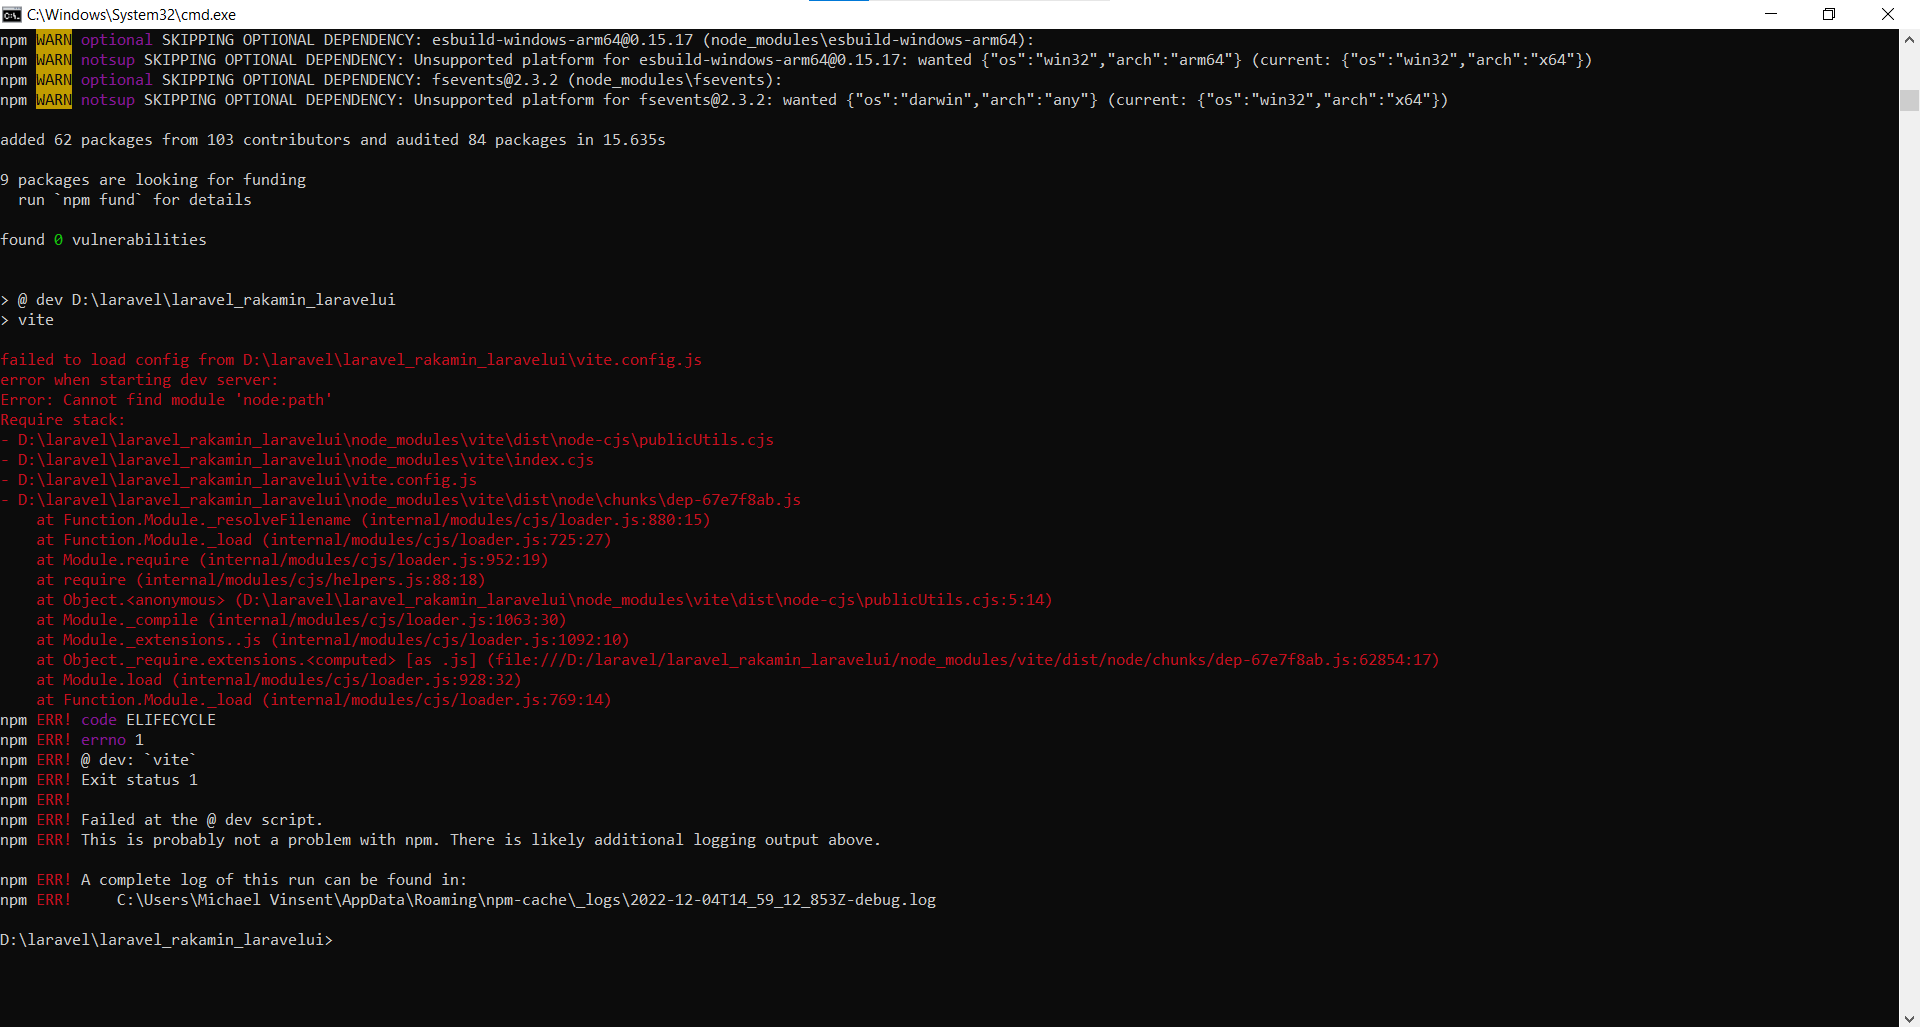 C:\Windows\System32\cmd.exe
npm WARN optional SKIPPING OPTIONAL DEPENDENCY: esbuild-windows-arm64@0.15.17 (node_modules\esbuild-windows-arm64):
npm WARN notsup SKIPPING OPTIONAL DEPENDENCY: Unsupported platform for esbuild-windows-arm64@0.15.17: wanted {"os":"win32","arch":"arm64"} (current: {"os":"win32","arch":"x64"})
npm WARN optional SKIPPING OPTIONAL DEPENDENCY: fsevents@2.3.2 (node_modules\fsevents):
npm WARN notsup SKIPPING OPTIONAL DEPENDENCY: Unsupported platform for fsevents@2.3.2: wanted {"os":"darwin","arch":"any"} (current: {"os":"win32","arch":"x64"})
added 62 packages from 103 contributors and audited 84 packages in 15.635s
9 packages are looking for funding
  run `npm fund` for details
found 0 vulnerabilities
> @ dev D:\laravel\laravel_rakamin_laravelui
> vite
failed to load config from D:\laravel\laravel_rakamin_laravelui\vite.config.js
error when starting dev server:
Error: Cannot find module 'node:path'
Require stack:
- D:\laravel\laravel_rakamin_laravelui\node_modules\vite\dist\node-cjs\publicUtils.cjs
- D:\laravel\laravel_rakamin_laravelui\node_modules\vite\index.cjs
- D:\laravel\laravel_rakamin_laravelui\vite.config.js
- D:\laravel\laravel_rakamin_laravelui\node_modules\vite\dist\node\chunks\dep-67e7f8ab.js
    at Function.Module._resolveFilename (internal/modules/cjs/loader.js:880:15)
    at Function.Module._load (internal/modules/cjs/loader.js:725:27)
    at Module.require (internal/modules/cjs/loader.js:952:19)
    at require (internal/modules/cjs/helpers.js:88:18)
    at Object.<anonymous> (D:\laravel\laravel_rakamin_laravelui\node_modules\vite\dist\node-cjs\publicUtils.cjs:5:14)
    at Module._compile (internal/modules/cjs/loader.js:1063:30)
    at Module._extensions..js (internal/modules/cjs/loader.js:1092:10)
    at Object._require.extensions.<computed> [as .js] (file:///D:/laravel/laravel_rakamin_laravelui/node_modules/vite/dist/node/chunks/dep-67e7f8ab.js:62854:17)
    at Module.load (internal/modules/cjs/loader.js:928:32)
    at Function.Module._load (internal/modules/cjs/loader.js:769:14)
npm ERR! code ELIFECYCLE
npm ERR! errno 1
npm ERR! @ dev: `vite`
npm ERR! Exit status 1
npm ERR!
npm ERR! Failed at the @ dev script.
npm ERR! This is probably not a problem with npm. There is likely additional logging output above.
npm ERR! A complete log of this run can be found in:
npm ERR!     C:\Users\Michael Vinsent\AppData\Roaming\npm-cache\_logs\2022-12-04T14_59_12_853Z-debug.log
D:\laravel\laravel_rakamin_laravelui>